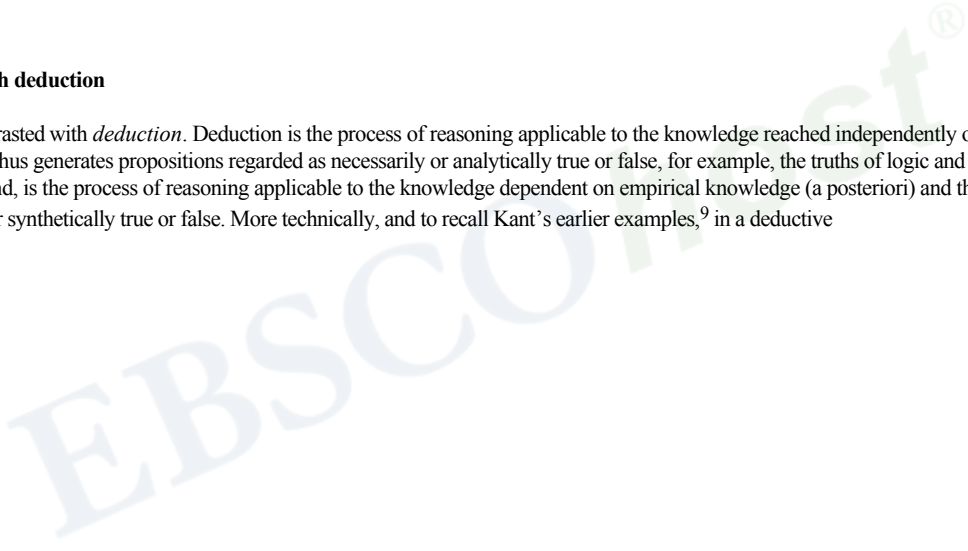 h deduction
rasted with deduction. Deduction is the process of reasoning applicable to the knowledge reached independently o
hus generates propositions regarded as necessarily or analytically true or false, for example, the truths of logic and
nd, is the process of reasoning applicable to the knowledge dependent on empirical knowledge (a posteriori) and th
r synthetically true or false. More technically, and to recall Kant’s earlier examples,9 in a deductive
EBSCOhost®